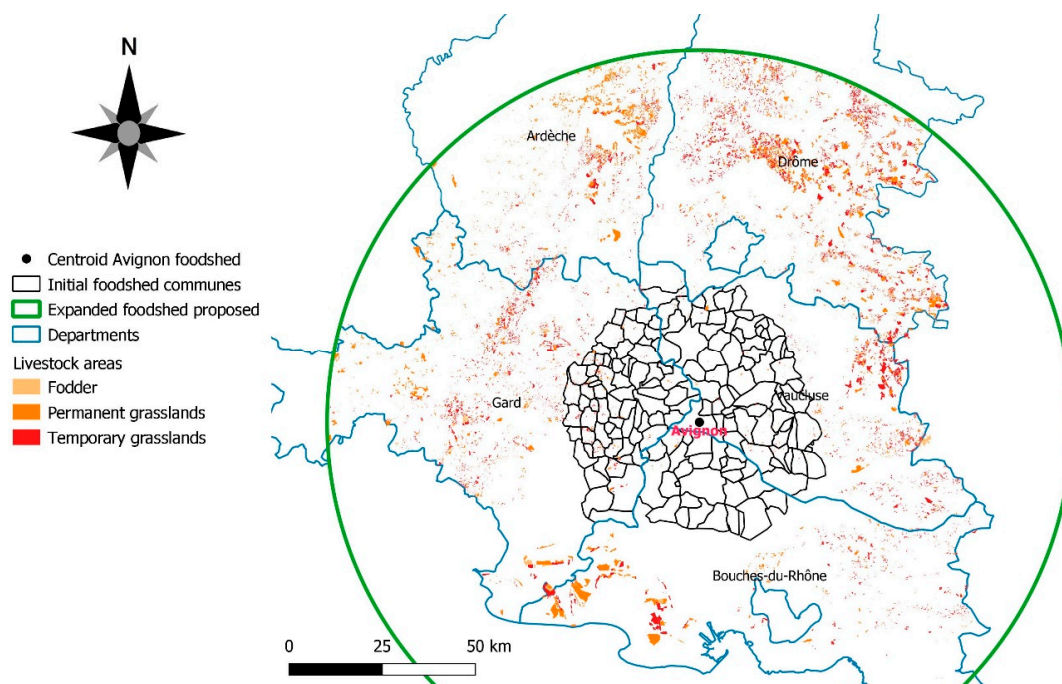 N
Centroid Avignon foodshed
Initial foodshed communes
Expanded foodshed proposed
Departments
Livestock areas
Fodder
Permanent grasslands
Temporary grasslands
Ardèche
Drôme
Gard
Vaucluse
Avignon
Bouches-du-Rhône
0 25 50 km